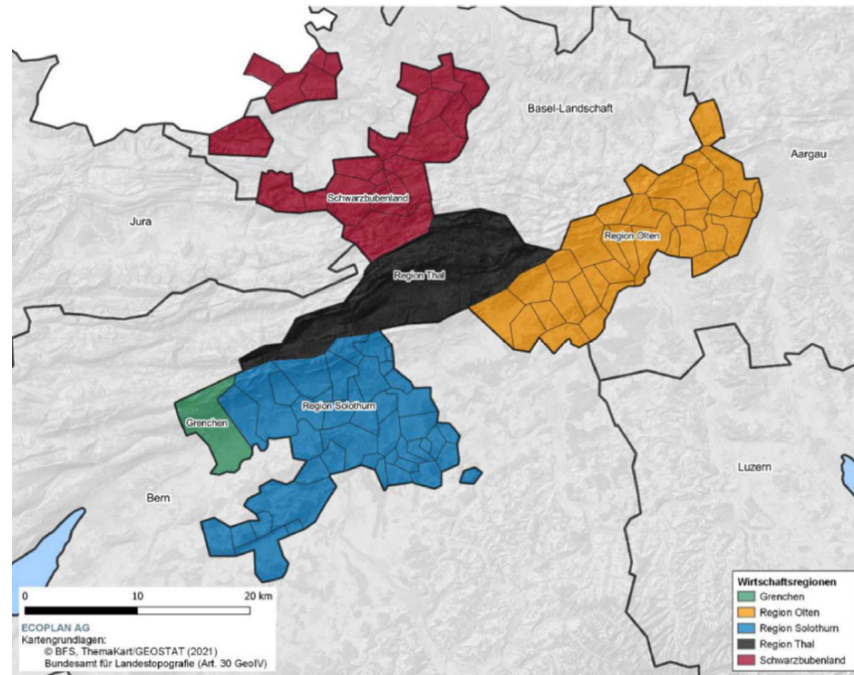 Basel-Landschaft
Aargau
Schwarzbubenland
Jura
Region Olten
Region Thal
Region Solothurn
Grenchen
Bern
Luzern
0 10 20 km
ECOPLAN AG
Kartengrundlagen:
© BFS, ThemaKart/GEOSTAT (2021)
Bundesamt für Landestopografie (Art. 30 GeoIV)
Wirtschaftsregionen
Grenchen
Region Olten
Region Solothurn
Region Thal
Schwarzbubenland